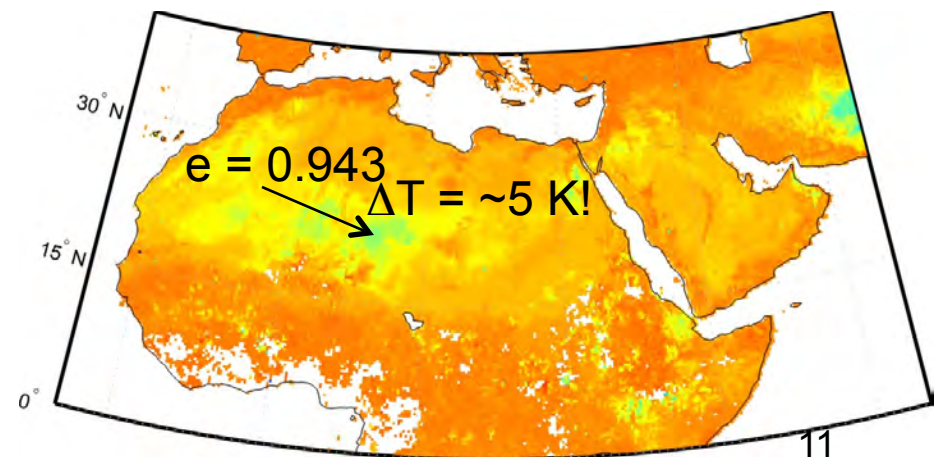 30° N
e = 0.943
ΔT = ~5 K!
15° N
0°
11